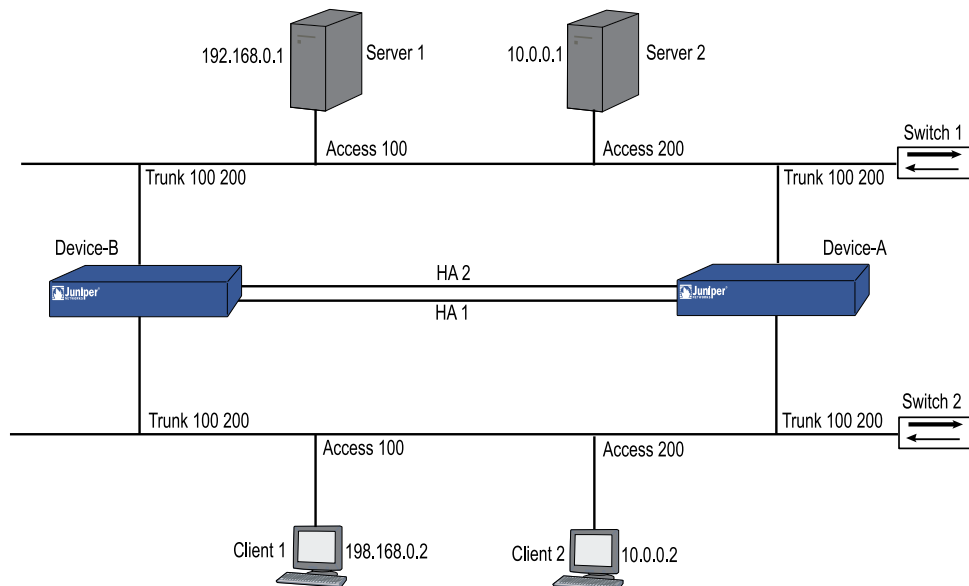 192.168.0.1
Server 1
10.0.0.1
Server 2
Switch 1
Access 100
Access 200
Trunk 100 200
Trunk 100 200
Device-B
Device-A
HA 2
Juniper
NETWORKS
Juniper
NETWORKS
HA 1
Switch 2
Trunk 100 200
Trunk 100 200
Access 100
Access 200
Client 1
198.168.0.2
Client 2
10.0.0.2